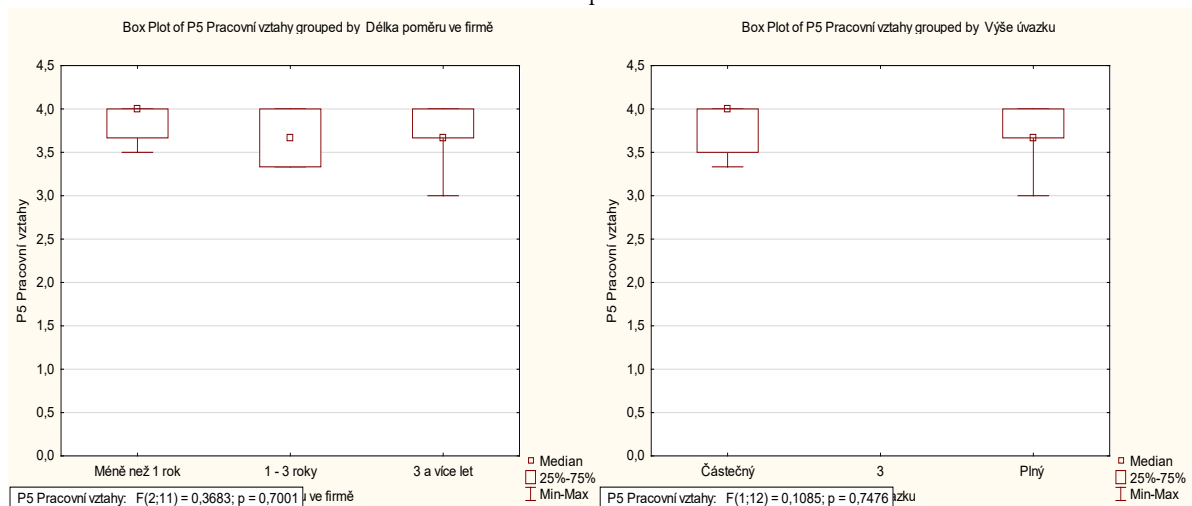 Box Plot of P5 Pracovní vztahy grouped by Délka poměru ve firmě
4,5
4,0
3,5
3,0
2,5
2,0
1,5
1,0
0,5
0,0
P5 Pracovní vztahy
Méně než 1 rok
1 - 3 roky
3 a více let
Median
25%-75%
Min-Max
P5 Pracovní vztahy: F(2;11) = 0,3683; p = 0,7001
u ve firmě
Box Plot of P5 Pracovní vztahy grouped by Výše úvazku
4,5
4,0
3,5
3,0
2,5
2,0
1,5
1,0
0,5
0,0
P5 Pracovní vztahy
Částečný
3
Plný
Median
25%-75%
Min-Max
P5 Pracovní vztahy: F(1;12) = 0,1085; p = 0,7476
azku